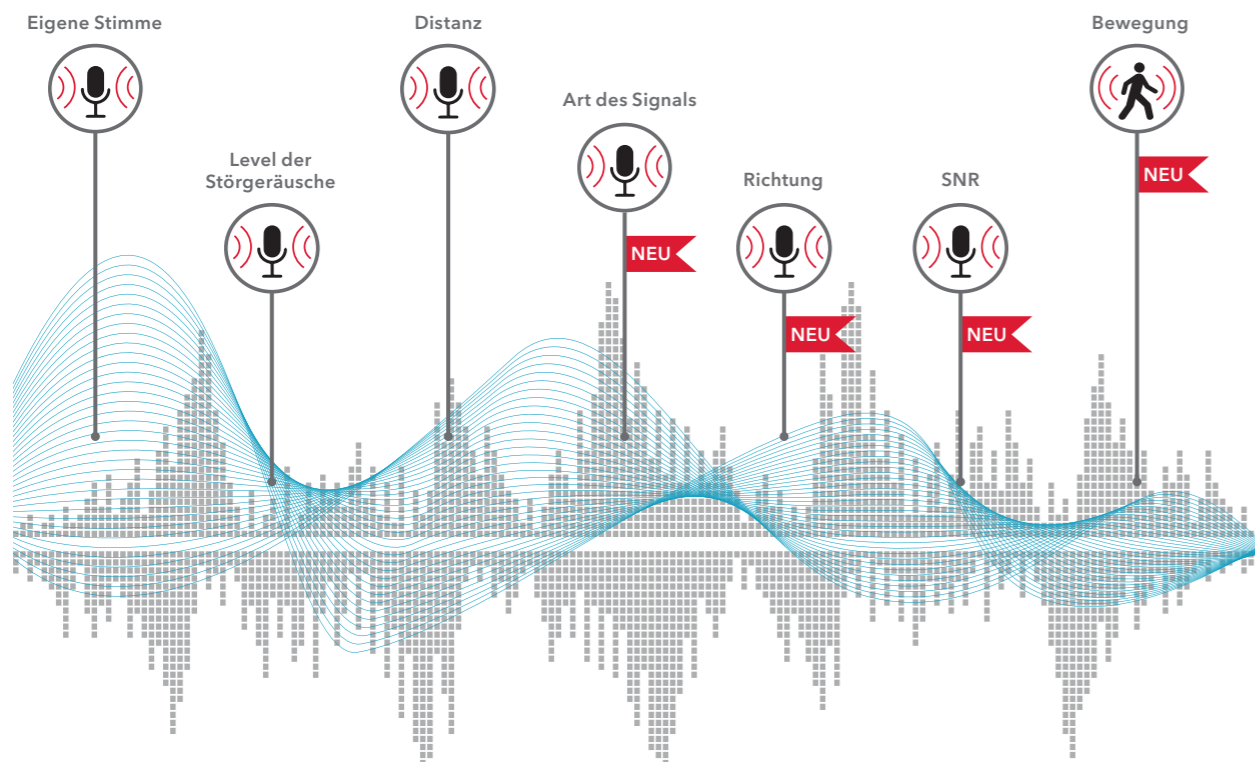 Eigene Stimme
Distanz
Bewegung
Art des Signals
Level der
Störgeräusche
Richtung
SNR
NEU
NEU
NEU
NEU